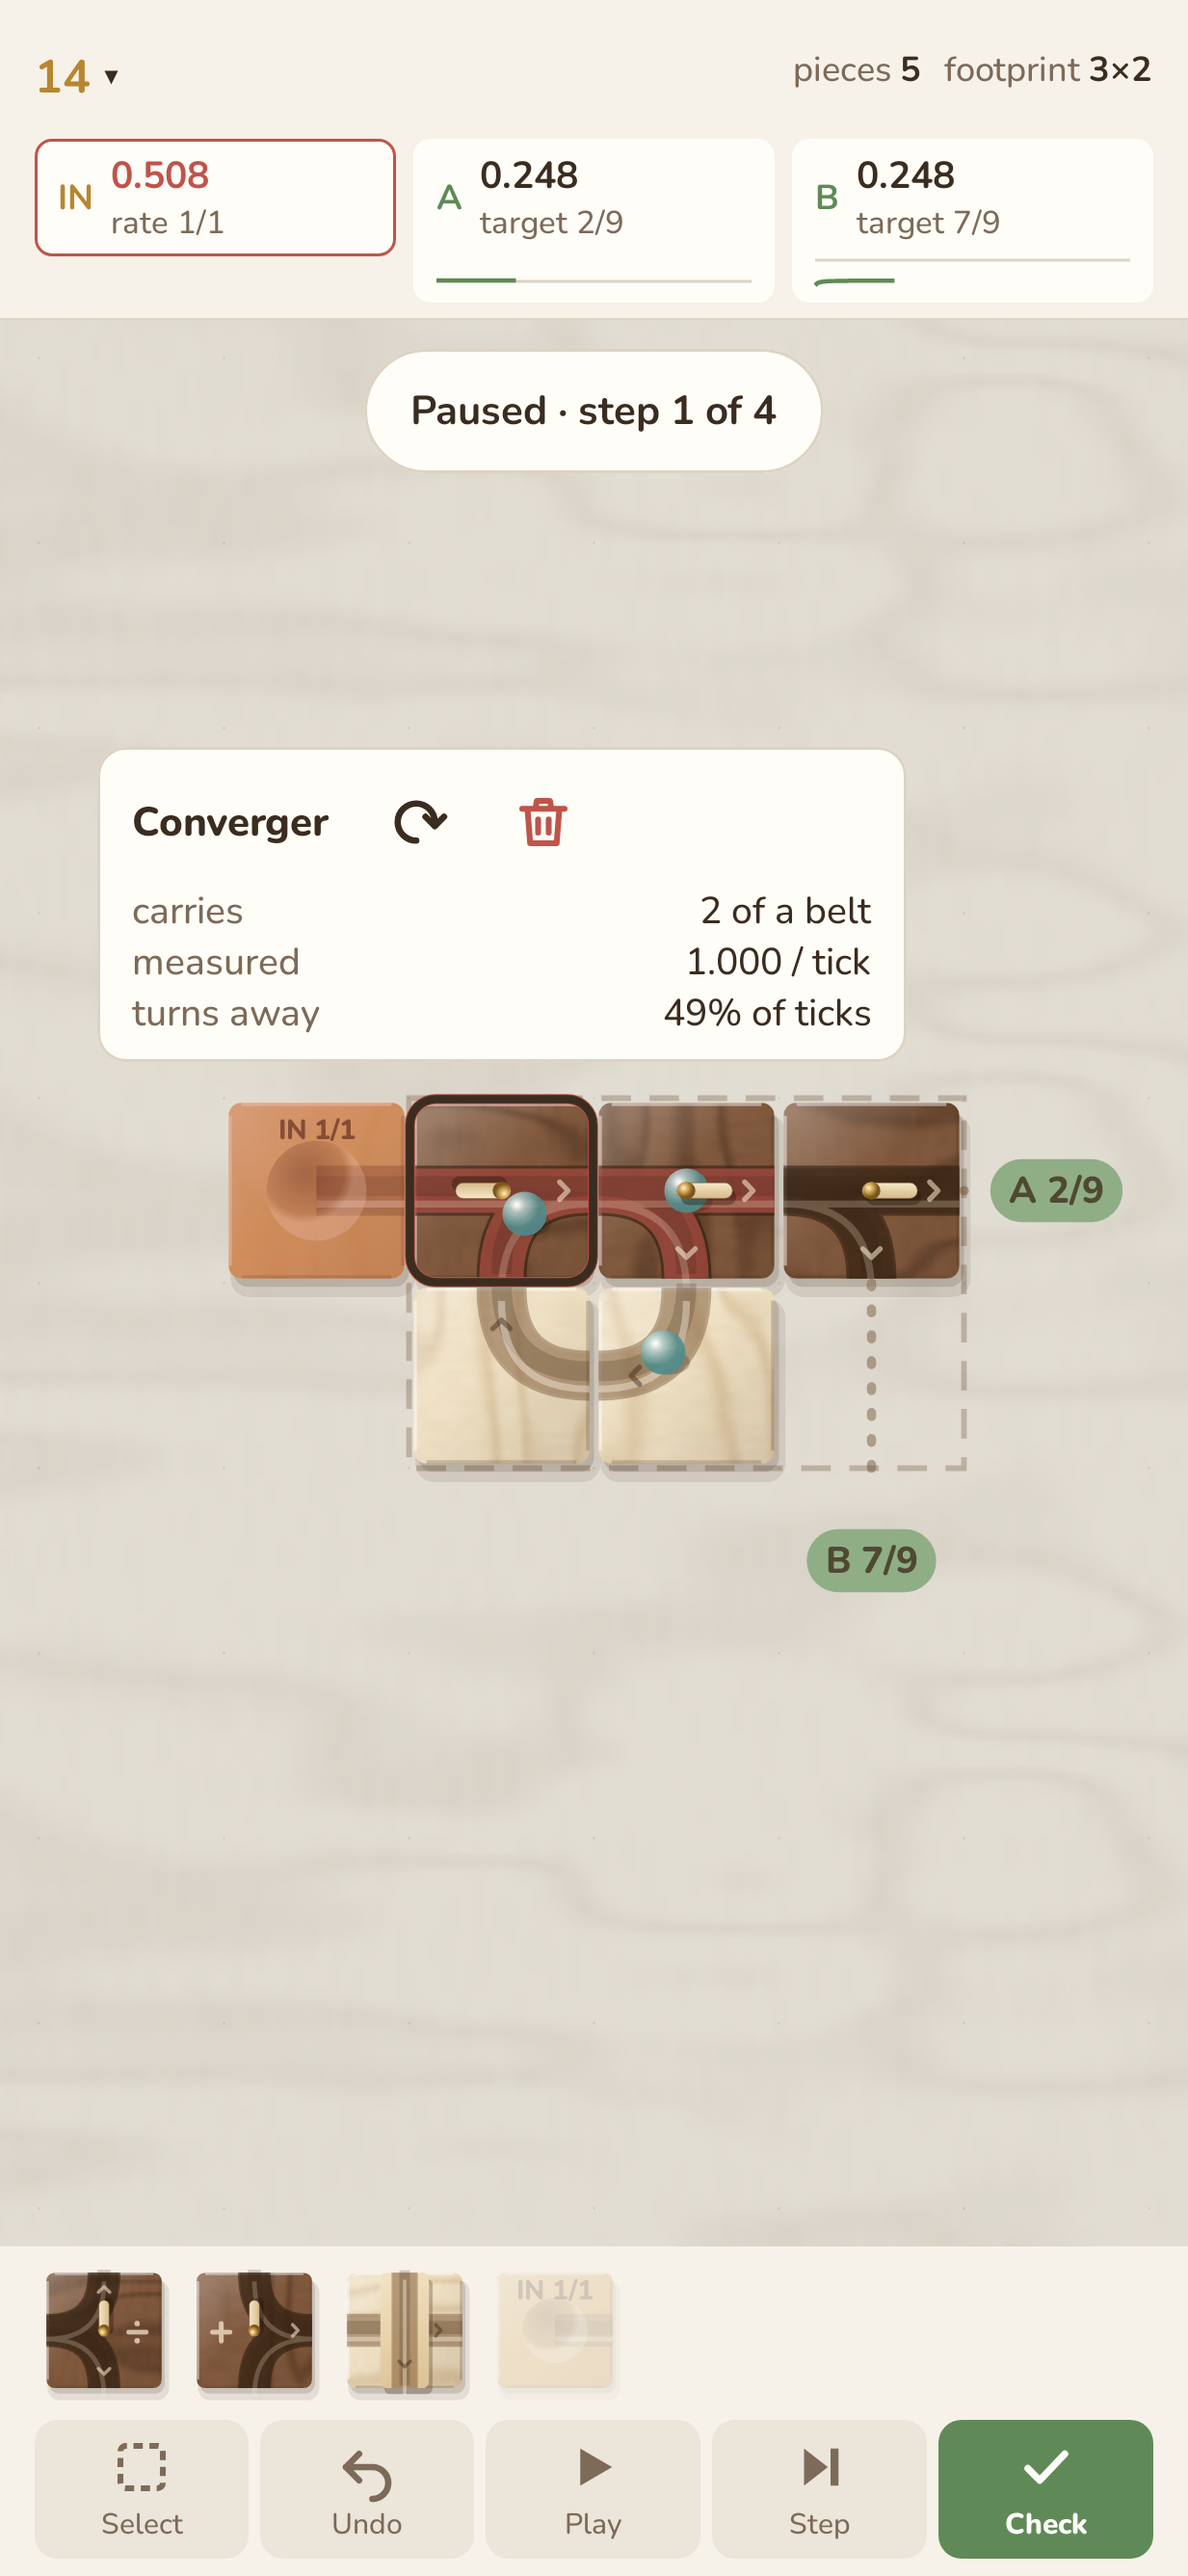 14 ▾
pieces 5 footprint 3×2
IN 0.508
rate 1/1
A 0.248
target 2/9
B 0.248
target 7/9
Paused · step 1 of 4
Converger
carries 2 of a belt
measured 1.000 / tick
turns away 49% of ticks
IN 1/1
A 2/9
B 7/9
÷
+
IN 1/1
Select
Undo
Play
Step
Check